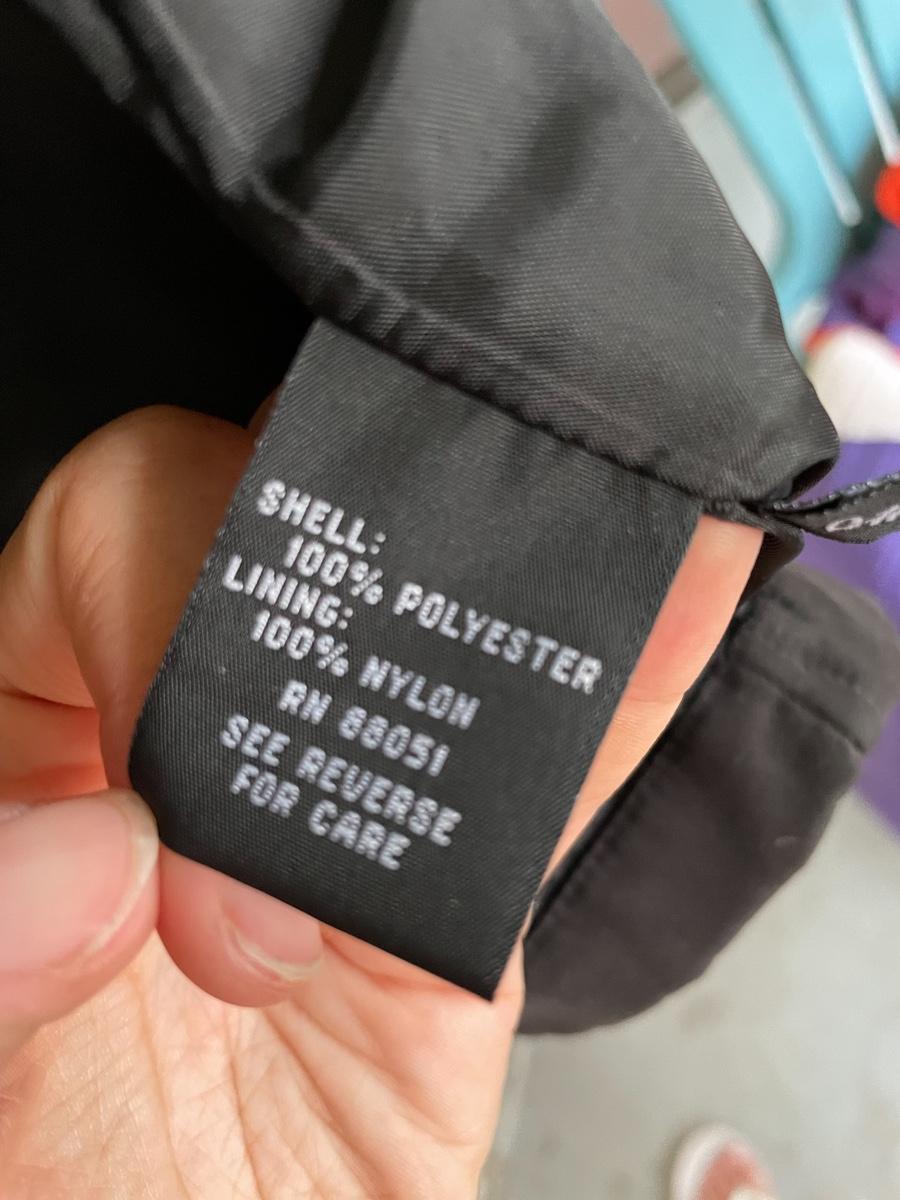 SHELL:
100% POLYESTER
LINING:
100% NYLON
RN 88051
SEE REVERSE
FOR CARE